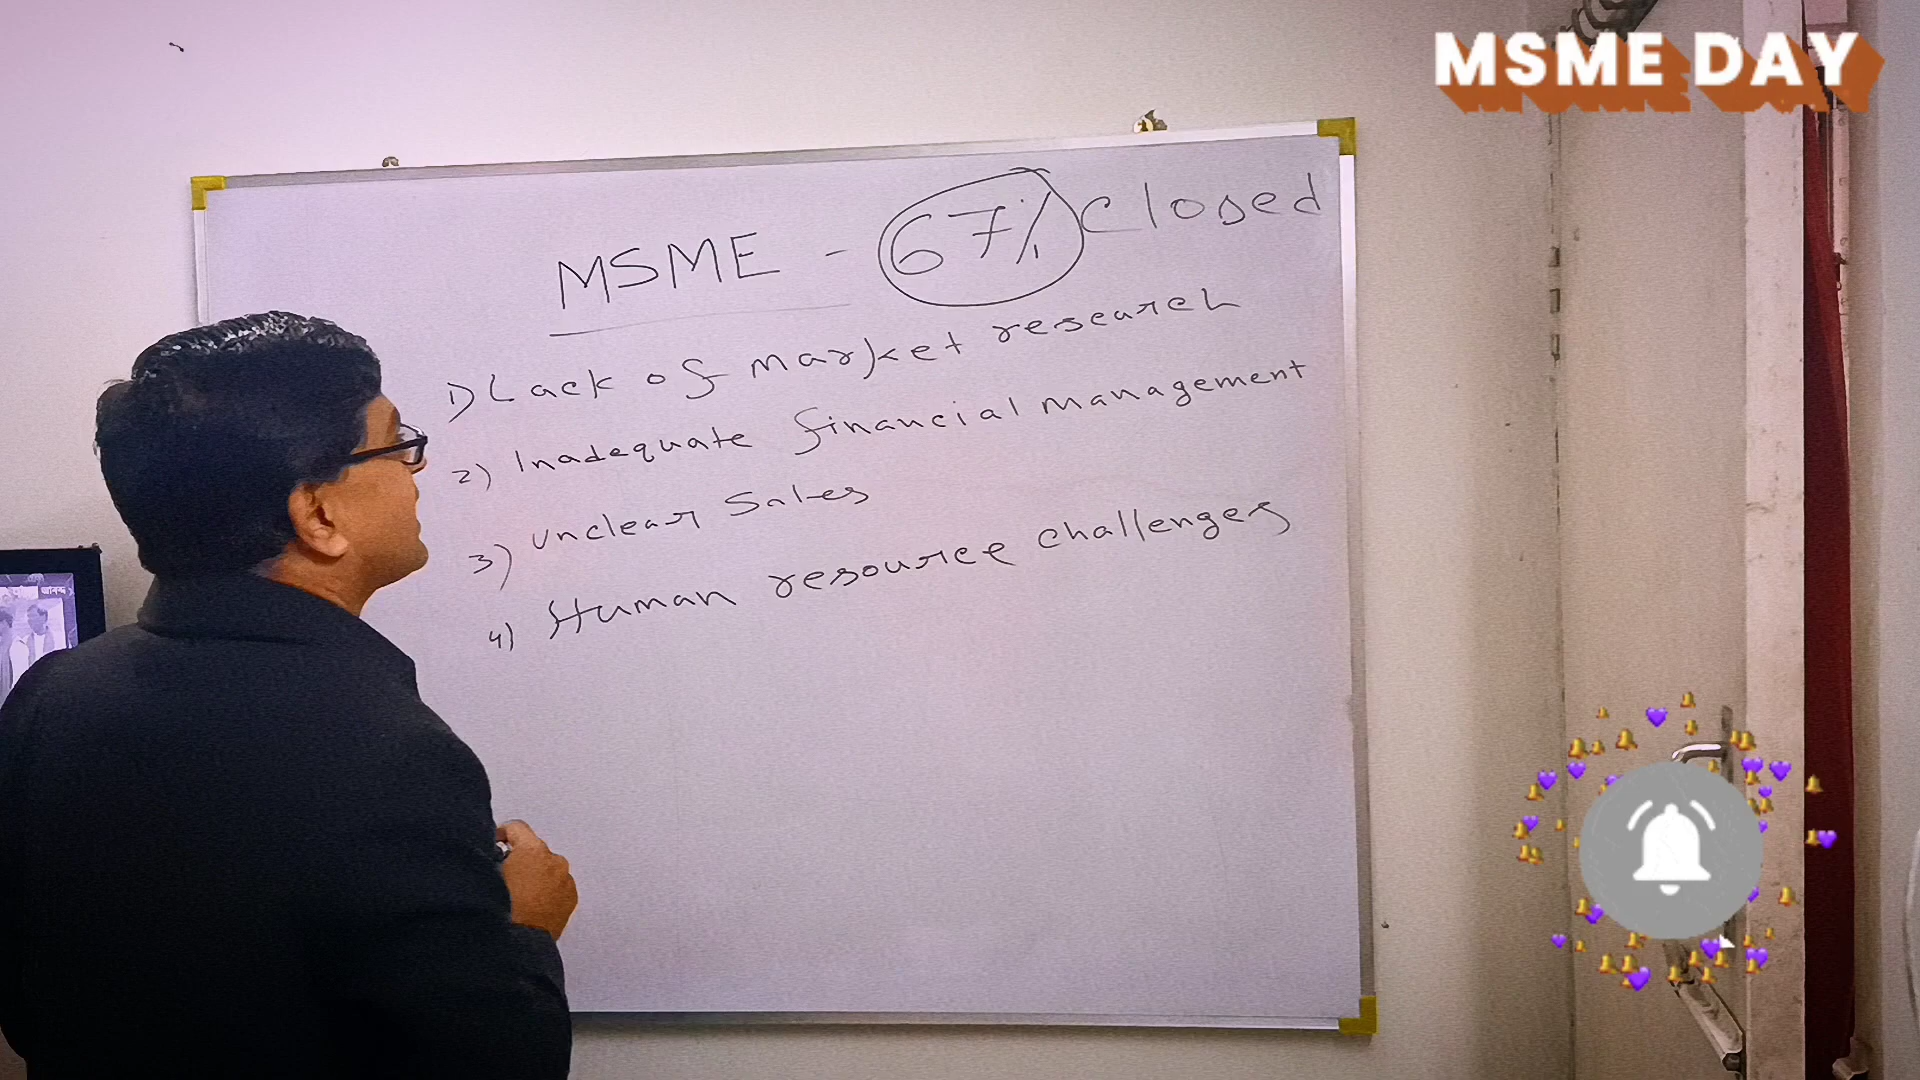 MSME DAY
MSME - 67% closed
1) Lack of market research
2) Inadequate financial management
3) Unclear Sales
4) Human resource challenges